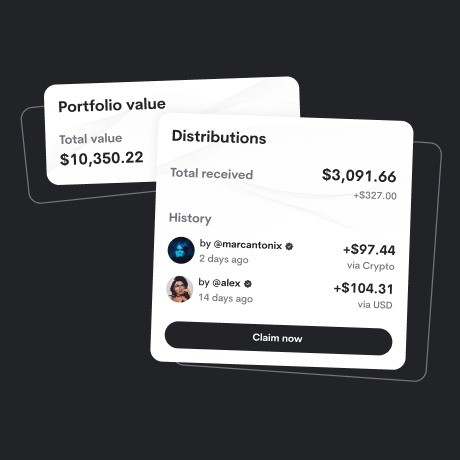 Portfolio value
Total value
$10,350.22
Distributions
Total received $3,091.66
+$327.00
History
by @marcantonix +$97.44
2 days ago via Crypto
by @alex +$104.31
14 days ago via USD
Claim now